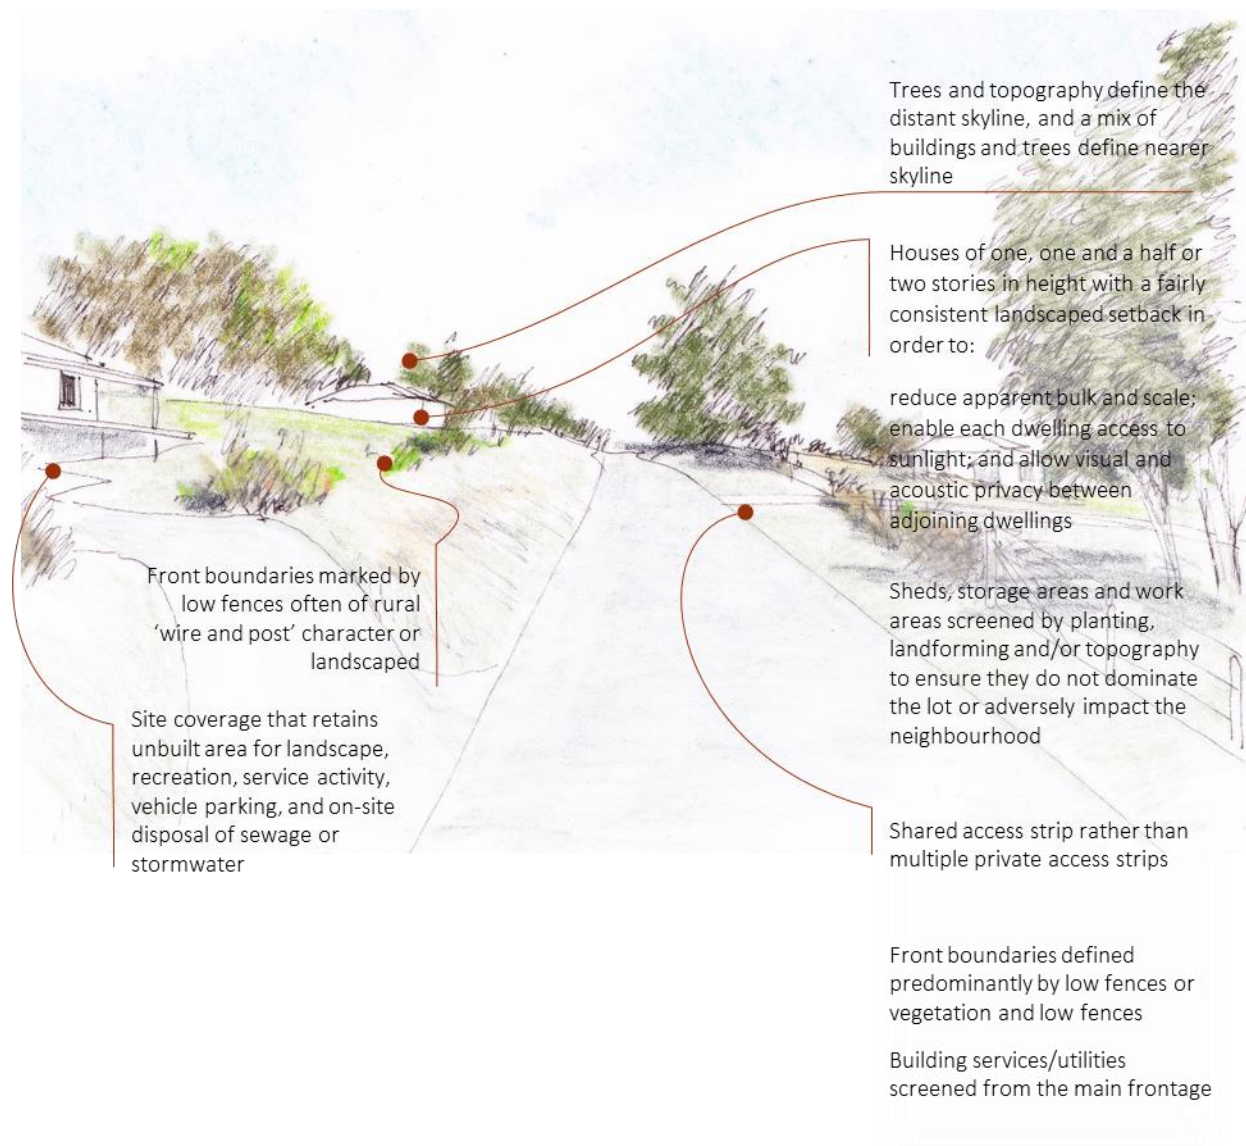 Trees and topography define the
distant skyline, and a mix of
buildings and trees define nearer
skyline
Houses of one, one and a half or
two stories in height with a fairly
consistent landscaped setback in
order to:
reduce apparent bulk and scale;
enable each dwelling access to
sunlight; and allow visual and
acoustic privacy between
adjoining dwellings
Front boundaries marked by
low fences often of rural
‘wire and post’ character or
landscaped
Sheds, storage areas and work
areas screened by planting,
landforming and/or topography
to ensure they do not dominate
the lot or adversely impact the
neighbourhood
Site coverage that retains
unbuilt area for landscape,
recreation, service activity,
vehicle parking, and on-site
disposal of sewage or
stormwater
Shared access strip rather than
multiple private access strips
Front boundaries defined
predominantly by low fences or
vegetation and low fences
Building services/utilities
screened from the main frontage